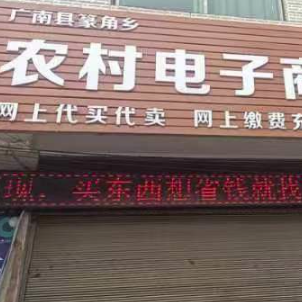 广南县篆角乡
农村电子商
网上代买代卖 网上缴费充
现，买东西想省钱就找